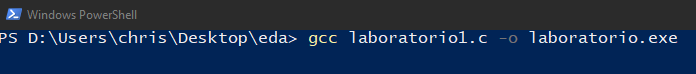 Windows PowerShell
PS D:\Users\chris\Desktop\eda> gcc laboratorio1.c -o laboratorio.exe